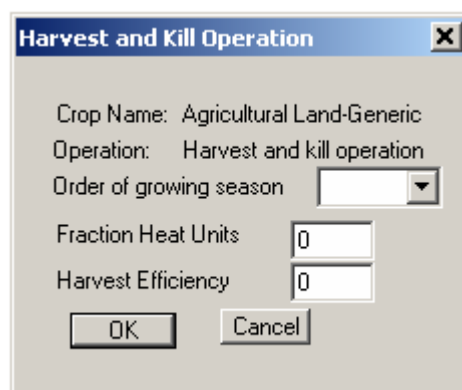 Harvest and Kill Operation
Crop Name: Agricultural Land-Generic
Operation: Harvest and kill operation
Order of growing season
Fraction Heat Units 0
Harvest Efficiency 0
OK Cancel